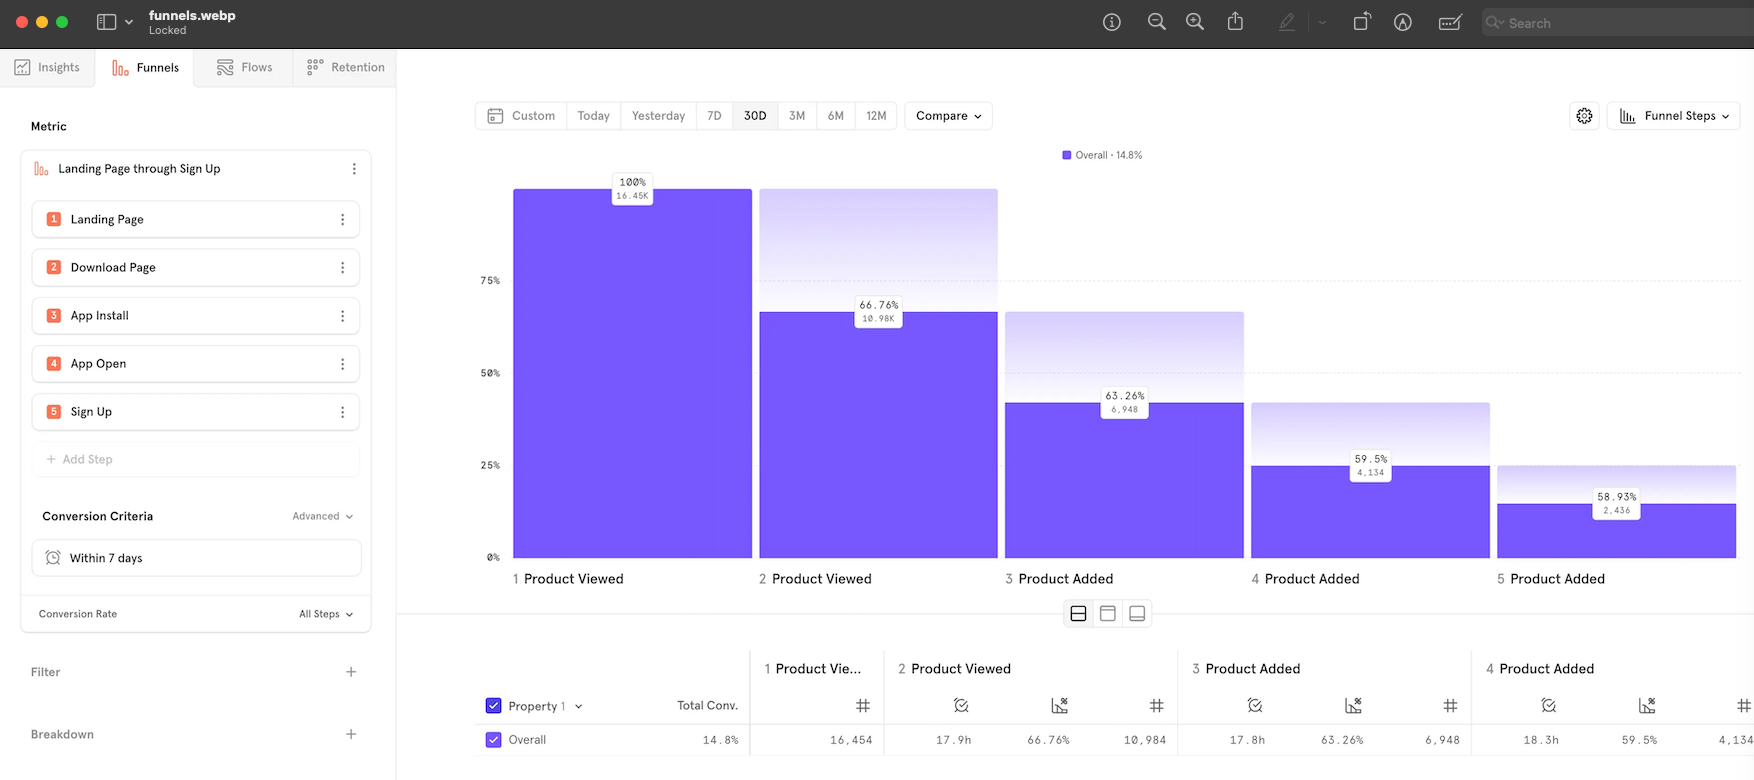 funnels.webp
Locked
Search
Insights
Funnels
Flows
Retention
Metric
Landing Page through Sign Up
1 Landing Page
2 Download Page
3 App Install
4 App Open
5 Sign Up
+ Add Step
Conversion Criteria
Advanced
Within 7 days
Conversion Rate
All Steps
Filter
Breakdown
Custom
Today
Yesterday
7D
30D
3M
6M
12M
Compare
Funnel Steps
Overall · 14.8%
75%
50%
25%
0%
100%
16.45K
66.76%
10.98K
63.26%
6,948
59.5%
4,134
58.93%
2,436
1 Product Viewed
2 Product Viewed
3 Product Added
4 Product Added
5 Product Added
1 Product Vie...
2 Product Viewed
3 Product Added
4 Product Added
Property 1
Total Conv.
#
%
#
%
#
%
#
Overall
14.8%
16,454
17.9h
66.76%
10,984
17.8h
63.26%
6,948
18.3h
59.5%
4,134